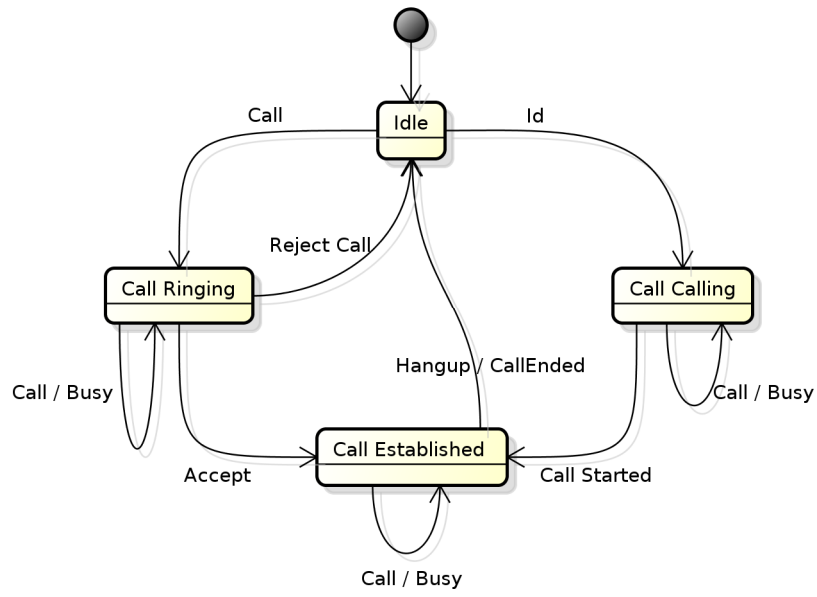 Call
Idle
Id
Reject Call
Call Ringing
Call Calling
Hangup / CallEnded
Call / Busy
Call / Busy
Call Established
Accept
Call Started
Call / Busy